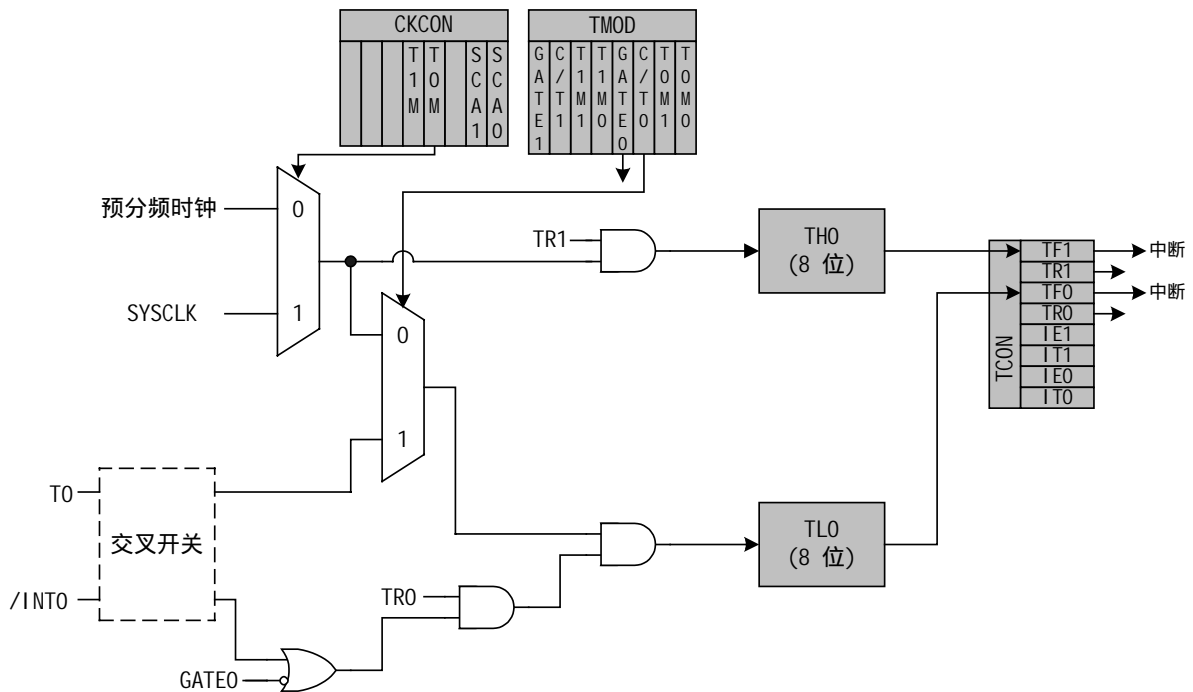 CKCON
T1M
T0M
SCA1
SCA0
TMOD
GATE1
C/T1
T1M1
T1M0
GATE0
C/T0
T0M1
T0M0
预分频时钟
0
SYSCLK
1
TR1
TH0
(8 位)
TCON
TF1
TR1
TF0
TR0
IE1
IT1
IE0
IT0
中断
中断
0
1
T0
交叉开关
/INT0
TR0
TL0
(8 位)
GATE0